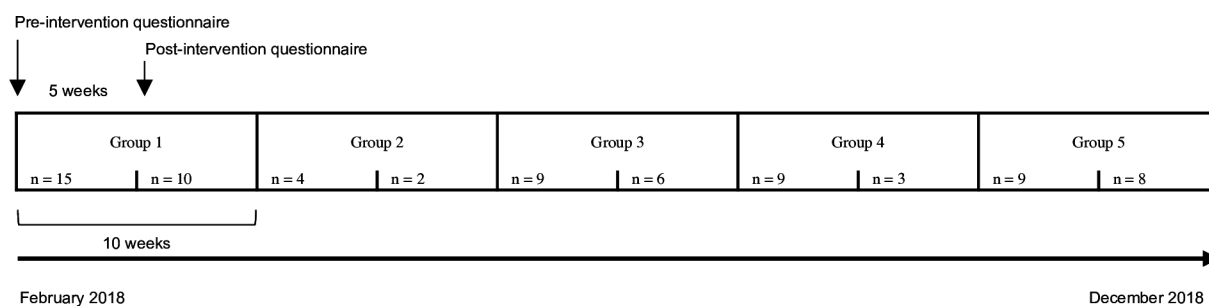 Pre-intervention questionnaire
Post-intervention questionnaire
5 weeks
Group 1 Group 2 Group 3 Group 4 Group 5
n = 15 n = 10 n = 4 n = 2 n = 9 n = 6 n = 9 n = 3 n = 9 n = 8
10 weeks
February 2018 December 2018